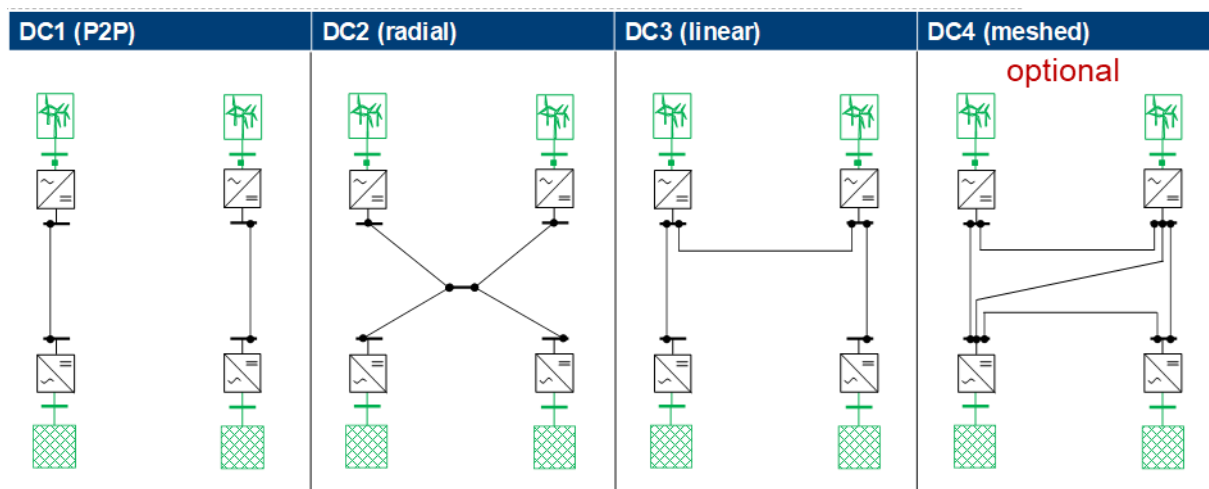 DC1 (P2P)
DC2 (radial)
DC3 (linear)
DC4 (meshed)
optional